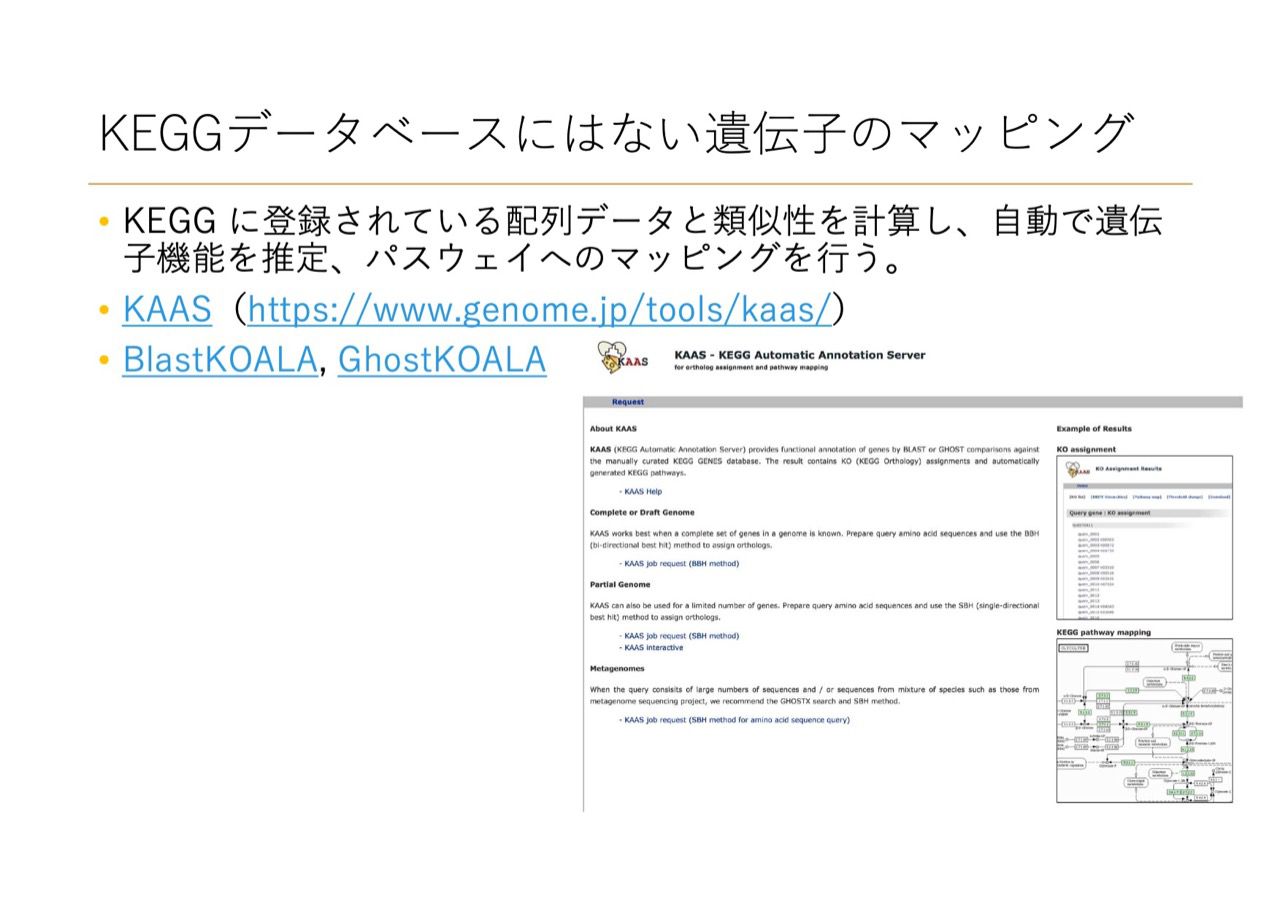 KEGGデータベースにはない遺伝子のマッピング
• KEGG に登録されている配列データと類似性を計算し、自動で遺伝
子機能を推定、パスウェイへのマッピングを行う。
• KAAS（https://www.genome.jp/tools/kaas/）
• BlastKOALA, GhostKOALA
KAAS
KAAS - KEGG Automatic Annotation Server
for ortholog assignment and pathway mapping
Request
About KAAS
KAAS (KEGG Automatic Annotation Server) provides functional annotation of genes by BLAST or GHOST comparisons against
the manually curated KEGG GENES database. The result contains KO (KEGG Orthology) assignments and automatically
generated KEGG pathways.
- KAAS Help
Complete or Draft Genome
KAAS works best when a complete set of genes in a genome is known. Prepare query amino acid sequences and use the BBH
(bi-directional best hit) method to assign orthologs.
- KAAS job request (BBH method)
Partial Genome
KAAS can also be used for a limited number of genes. Prepare query amino acid sequences and use the SBH (single-directional
best hit) method to assign orthologs.
- KAAS job request (SBH method)
- KAAS interactive
Metagenomes
When the query consists of large numbers of sequences and / or sequences from mixture of species such as those from
metagenome sequencing project, we recommend the GHOSTX search and SBH method.
- KAAS job request (SBH method for amino acid sequence query)
Example of Results
KO assignment
KO Assignment Results
Query gene : KO assignment
KEGG pathway mapping
GLYCOLYSIS